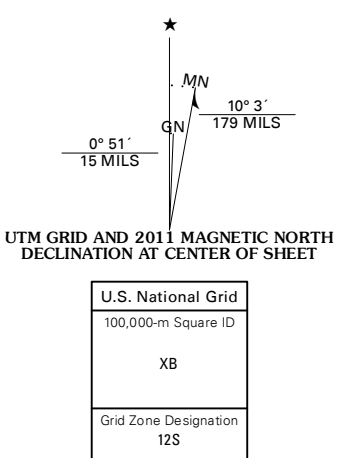 ★
MN
GN
10° 3´
179 MILS
0° 51´
15 MILS
UTM GRID AND 2011 MAGNETIC NORTH
DECLINATION AT CENTER OF SHEET
U.S. National Grid
100,000-m Square ID
XB
Grid Zone Designation
12S